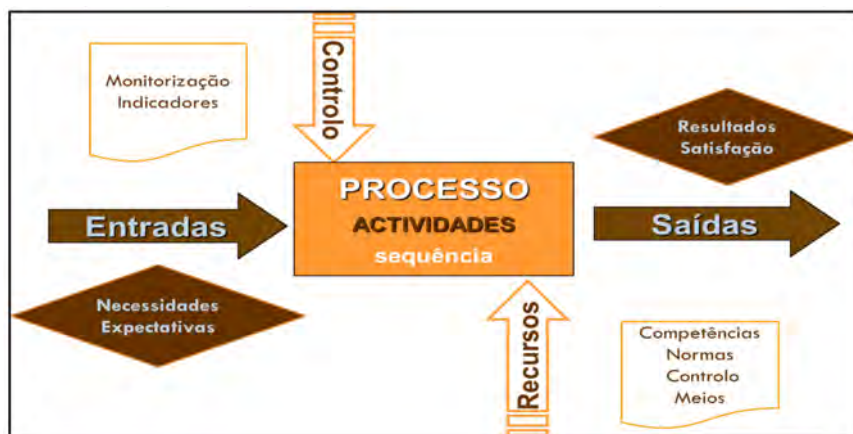 Monitorização
Indicadores
Controlo
Resultados
Satisfação
PROCESSO
ACTIVIDADES
sequência
Entradas
Saídas
Necessidades
Expectativas
Recursos
Competências
Normas
Controlo
Meios